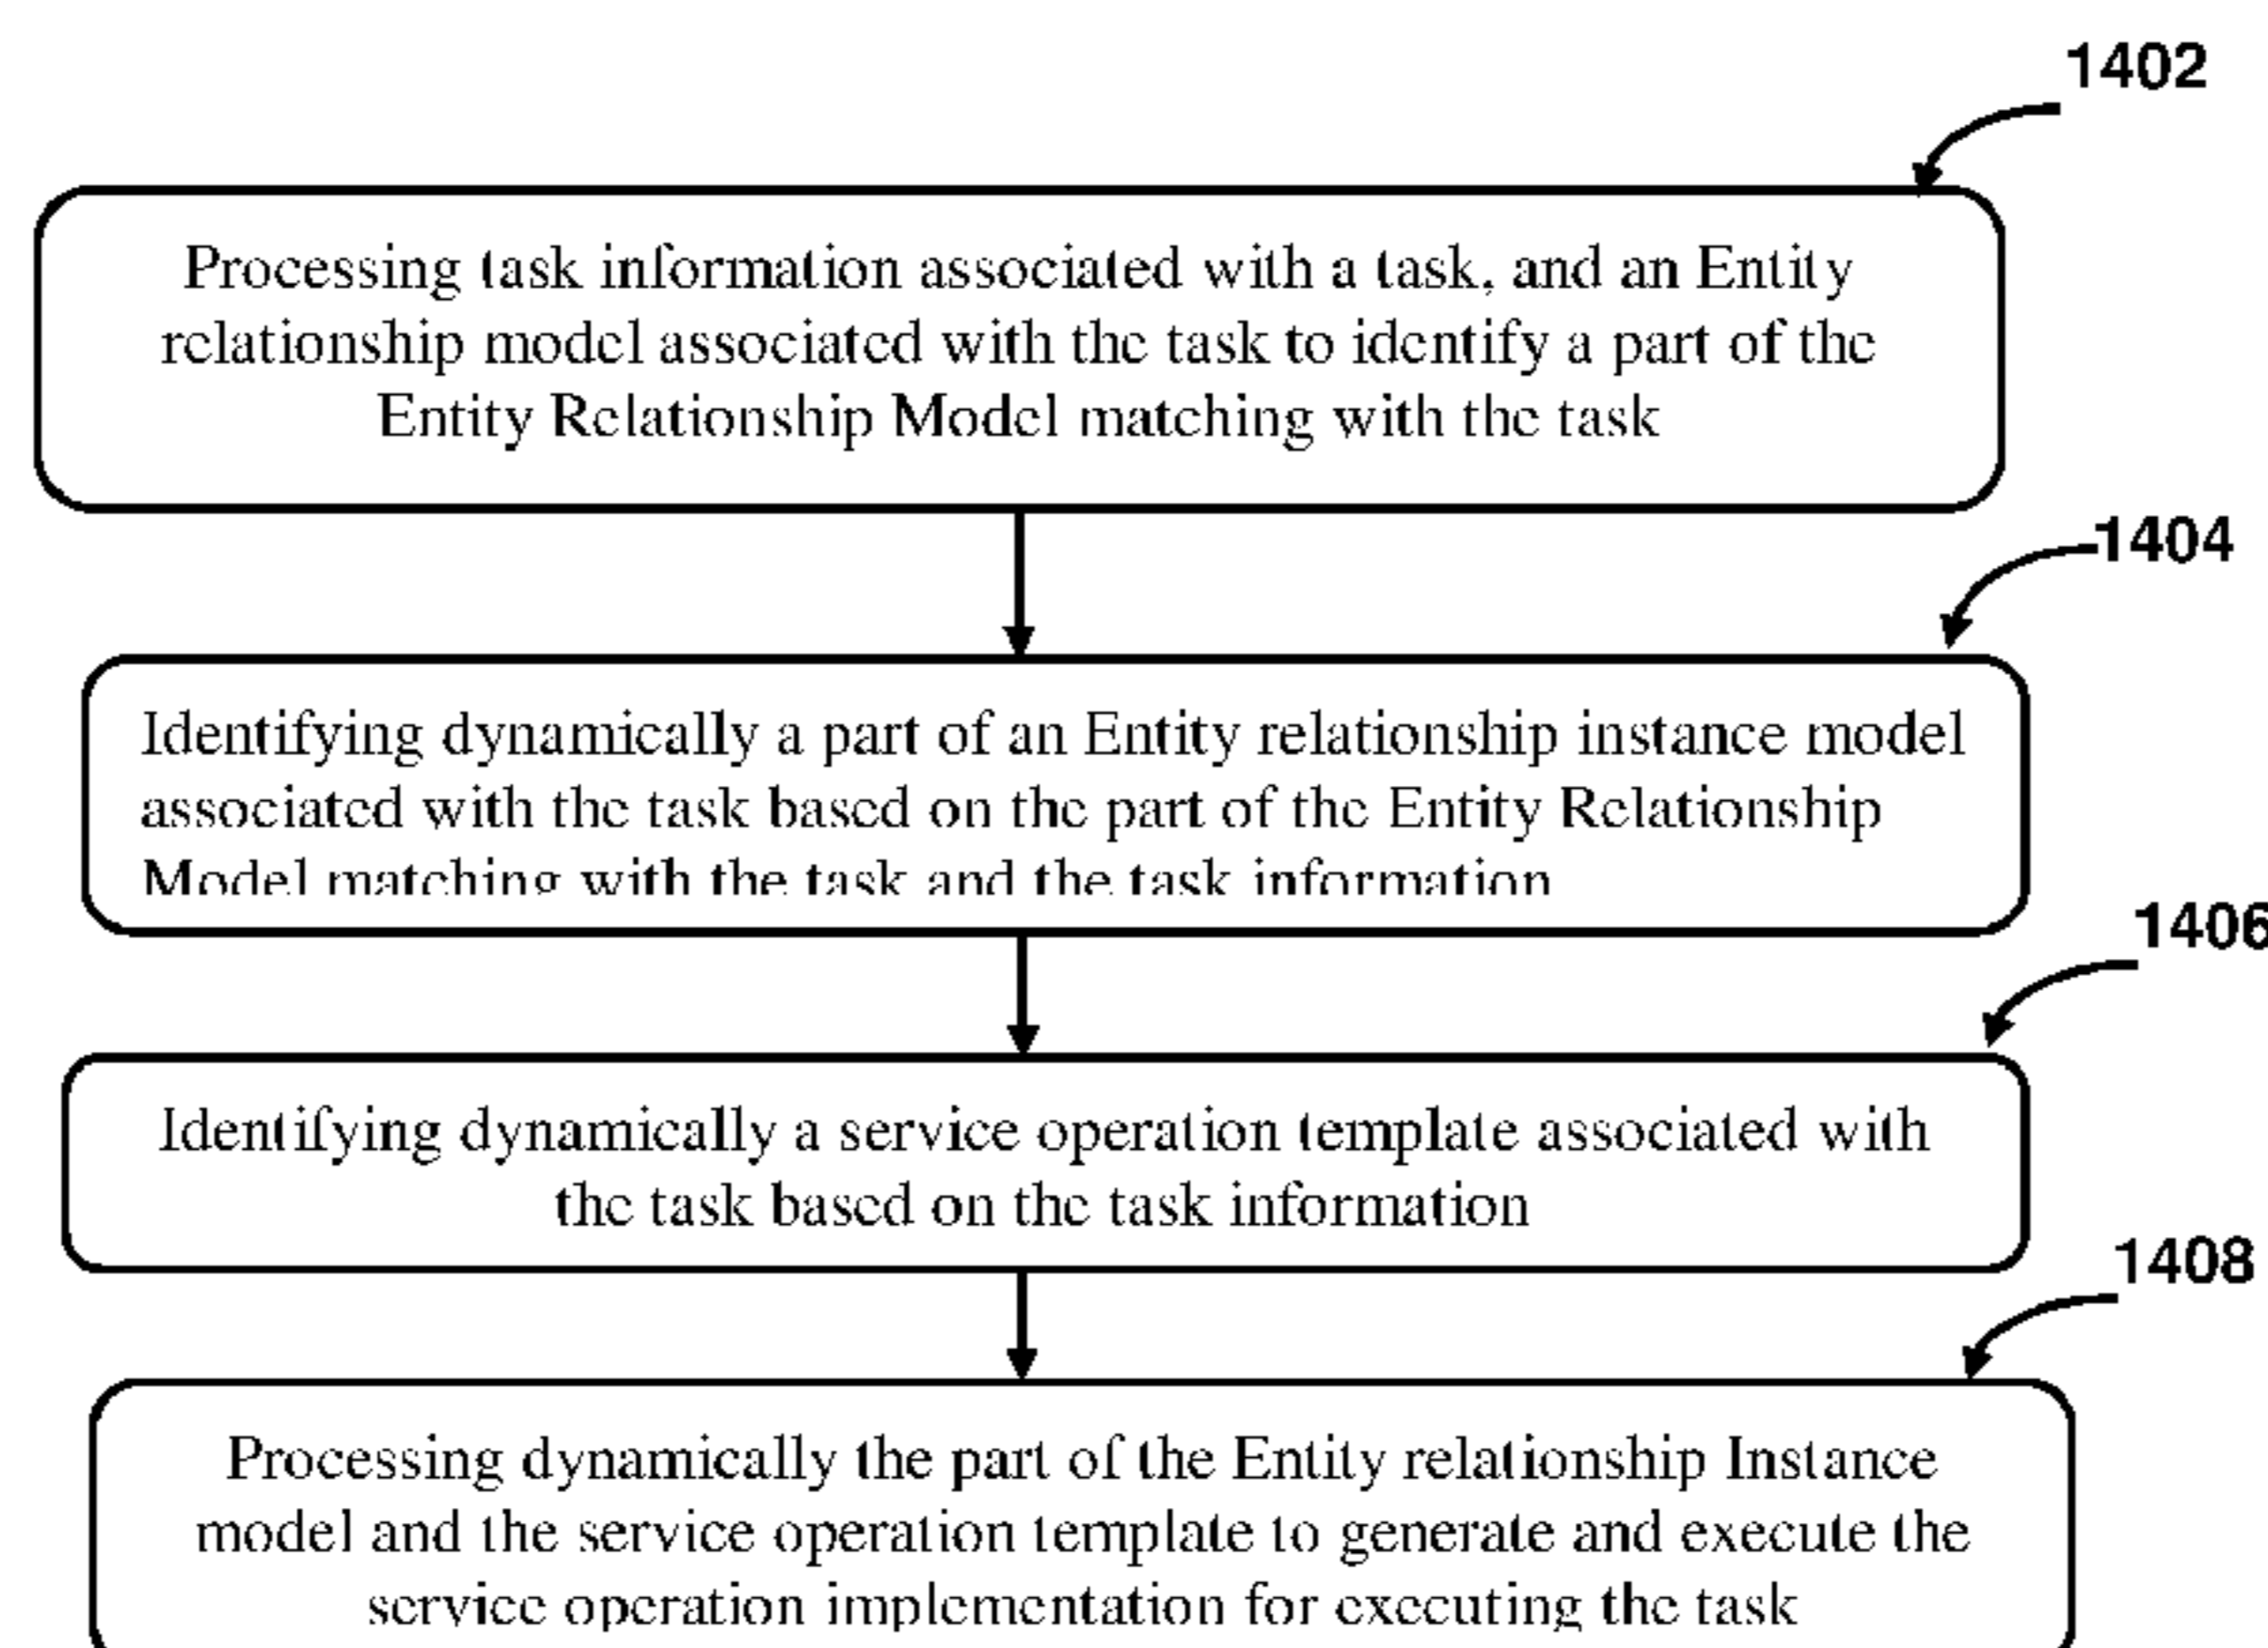 1402
Processing task information associated with a task, and an Entity
relationship model associated with the task to identify a part of the
Entity Relationship Model matching with the task
1404
Identifying dynamically a part of an Entity relationship instance model
associated with the task based on the part of the Entity Relationship
Model matching with the task and the task information
1406
Identifying dynamically a service operation template associated with
the task based on the task information
1408
Processing dynamically the part of the Entity relationship Instance
model and the service operation template to generate and execute the
service operation implementation for executing the task